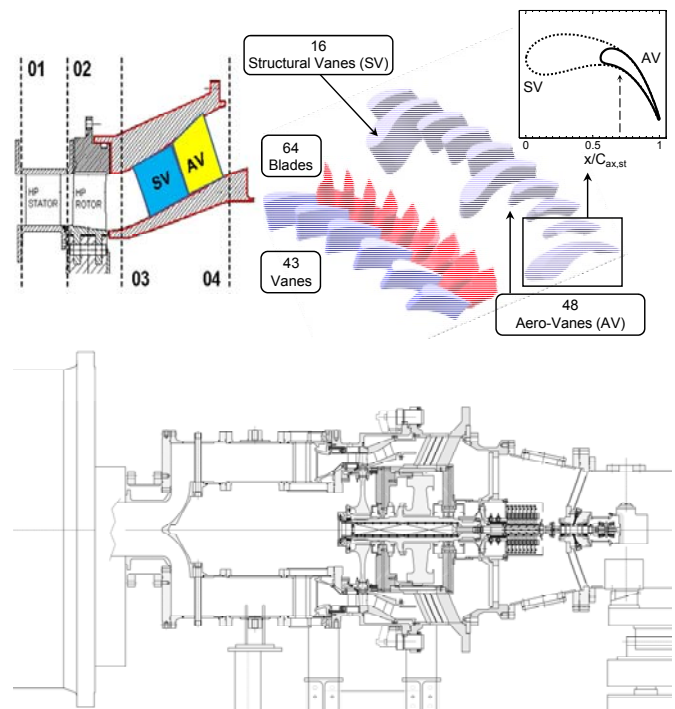 01 02
HP
STATOR
HP
ROTOR
SV
AV
03 04
16
Structural Vanes (SV)
64
Blades
43
Vanes
48
Aero-Vanes (AV)
AV
SV
0 0.5 1
x/C_ax,st